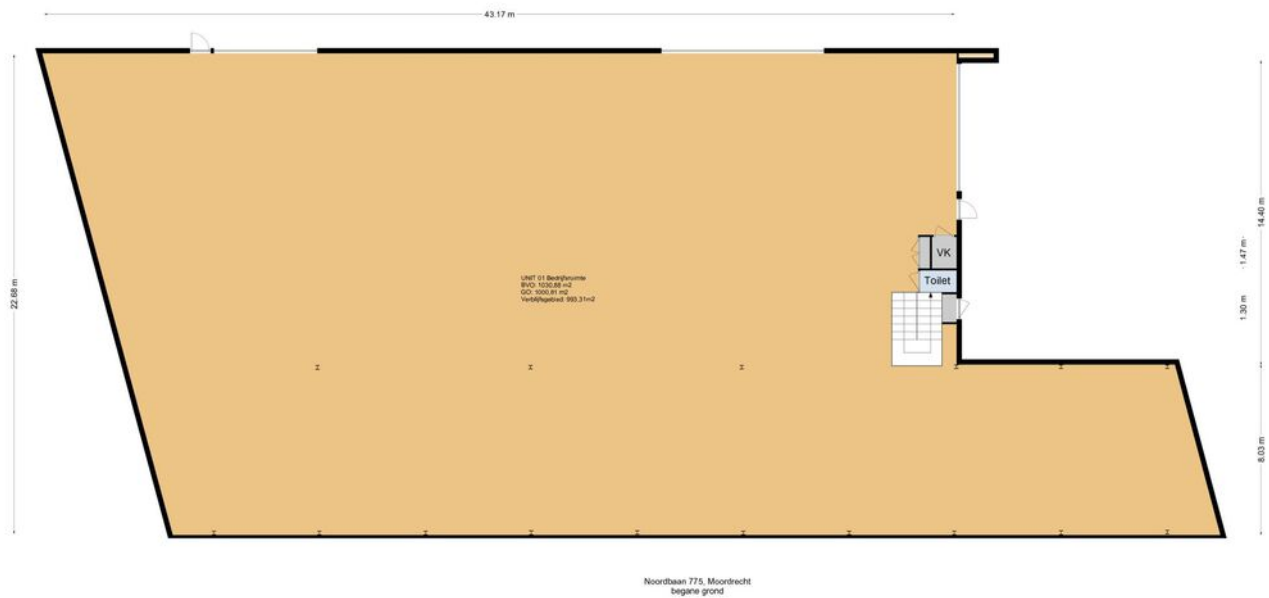 43.17 m
22.68 m
14.40 m
1.47 m
1.30 m
8.03 m
VK
Toilet
UNIT 01 Bedrijfsruimte
BVO: 1030,88 m2
GO: 1000,81 m2
Verblijfsgebied: 993,31m2
Noordbaan 775, Moordrecht
begane grond